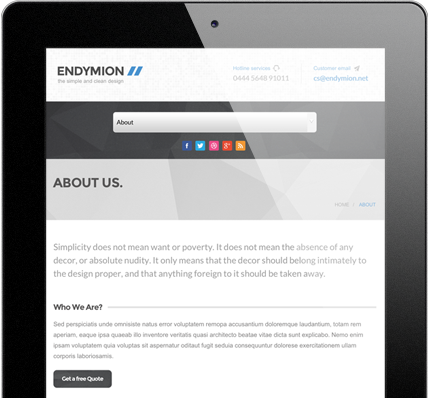 ENDYMION
the simple and clean design
Hotline services
0444 5648 91011
Customer email
cs@endymion.net
About
ABOUT US.
HOME / ABOUT
Simplicity does not mean want or poverty. It does not mean the absence of any
decor, or absolute nudity. It only means that the decor should belong intimately to
the design proper, and that anything foreign to it should be taken away.
Who We Are?
Sed perspiciatis unde omnisiste natus error voluptatem remopa accusantium doloremque laudantium, totam rem
aperiam, eaque ipsa quaeab illo inventore veritatis quasi architecto beatae vitae dicta sunt explicabo. Nemo enim
ipsam voluptatem quia voluptas sit aspernatur oditaut fugit seduia consequuntur dolorese exercitationem ullam
corporis laboriosamis.
Get a free Quote